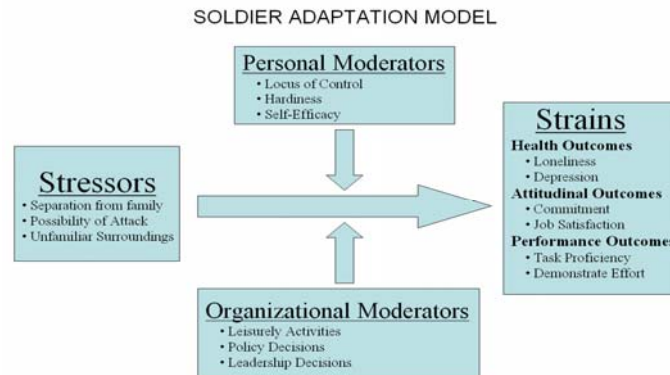 SOLDIER ADAPTATION MODEL
Personal Moderators
• Locus of Control
• Hardiness
• Self-Efficacy
Stressors
• Separation from family
• Possibility of Attack
• Unfamiliar Surroundings
Strains
Health Outcomes
• Loneliness
• Depression
Attitudinal Outcomes
• Commitment
• Job Satisfaction
Performance Outcomes
• Task Proficiency
• Demonstrate Effort
Organizational Moderators
• Leisurely Activities
• Policy Decisions
• Leadership Decisions